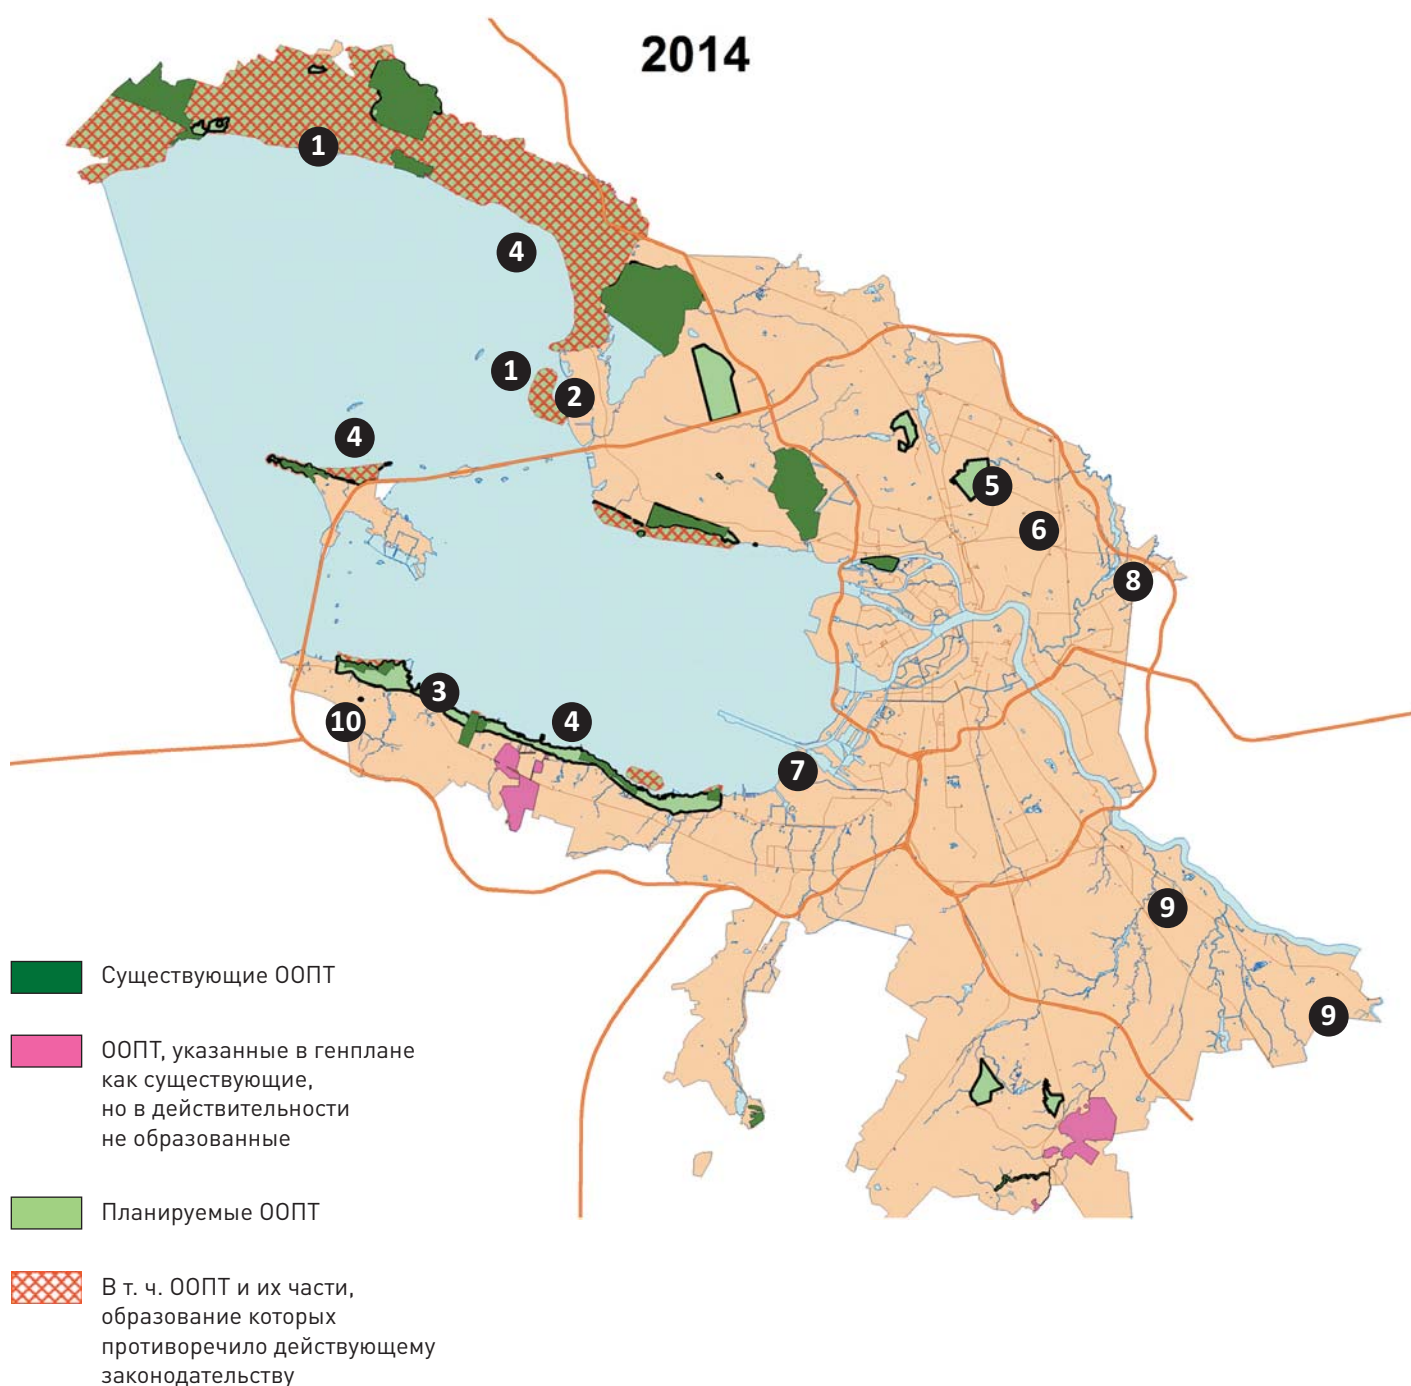 2014
1
4
1
2
4
5
6
8
3
10
4
7
9
9
Существующие ООПТ
ООПТ, указанные в генплане
как существующие,
но в действительности
не образованные
Планируемые ООПТ
В т. ч. ООПТ и их части,
образование которых
противоречило действующему
законодательству